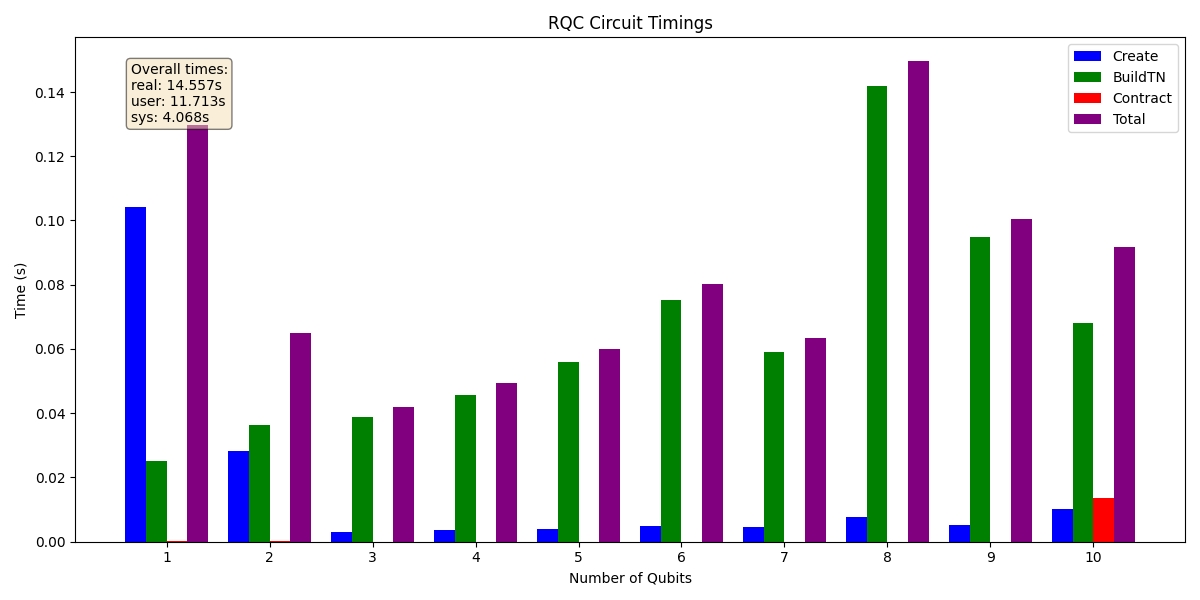 RQC Circuit Timings
Overall times:
real: 14.557s
user: 11.713s
sys: 4.068s
Create
BuildTN
Contract
Total
Time (s)
0.14
0.12
0.10
0.08
0.06
0.04
0.02
0.00
1 2 3 4 5 6 7 8 9 10
Number of Qubits